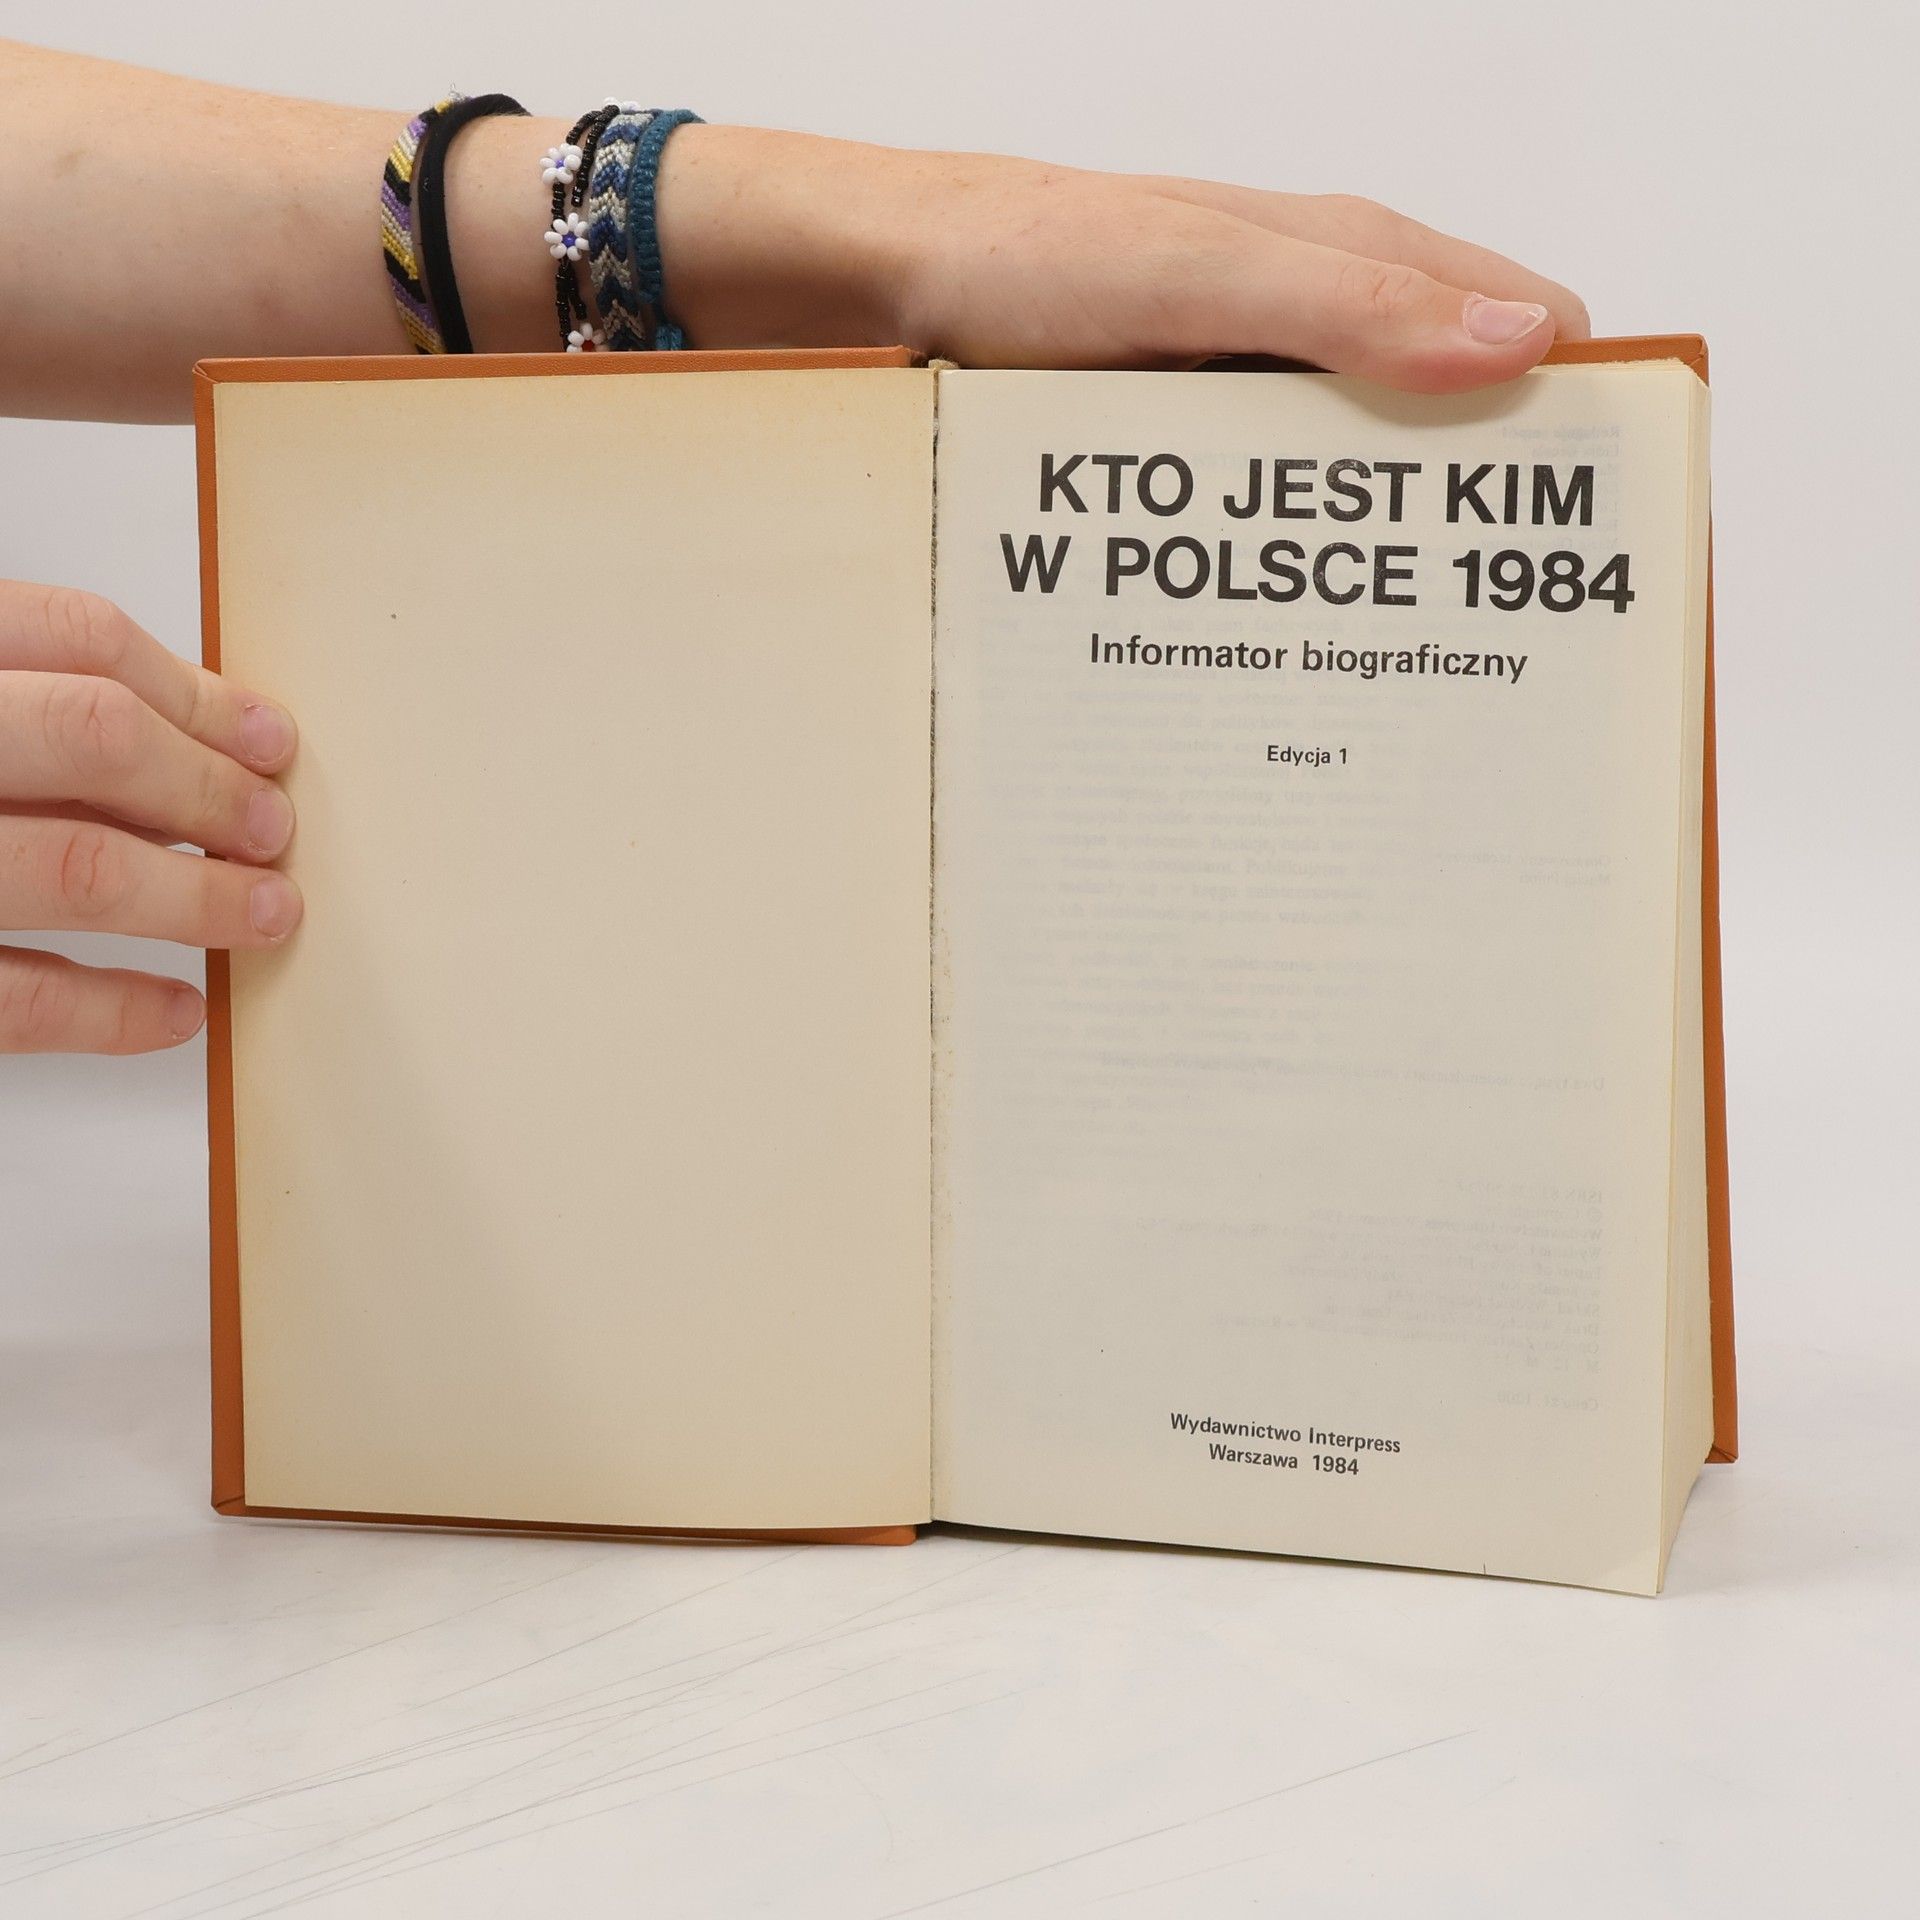 KTO JEST KIM
W POLSCE 1984
Informator biograficzny
Edycja 1
Wydawnictwo Interpress
Warszawa 1984